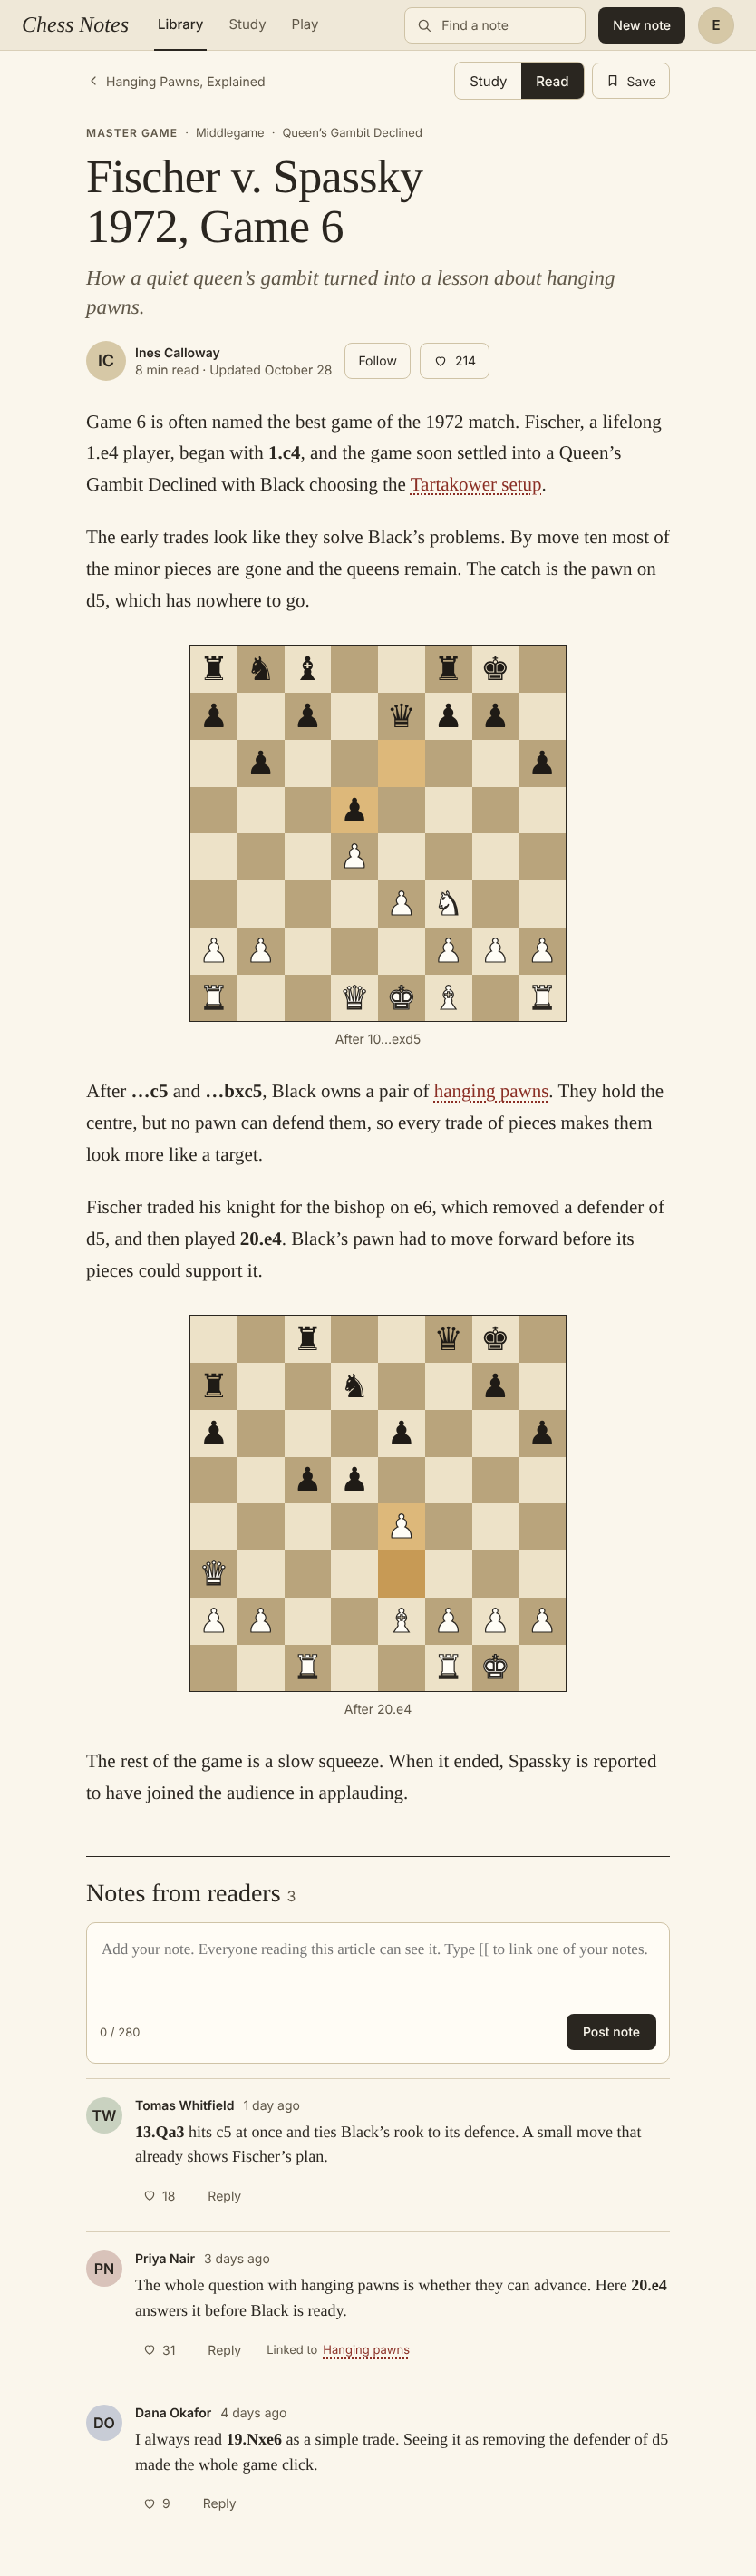 Chess Notes
Library
Study
Play
Find a note
New note
E
Hanging Pawns, Explained
Study
Read
Save
MASTER GAME · Middlegame · Queen’s Gambit Declined
Fischer v. Spassky
1972, Game 6
How a quiet queen’s gambit turned into a lesson about hanging
pawns.
IC
Ines Calloway
8 min read · Updated October 28
Follow
214
Game 6 is often named the best game of the 1972 match. Fischer, a lifelong
1.e4 player, began with 1.c4, and the game soon settled into a Queen’s
Gambit Declined with Black choosing the Tartakower setup.
The early trades look like they solve Black’s problems. By move ten most of
the minor pieces are gone and the queens remain. The catch is the pawn on
d5, which has nowhere to go.
After 10…exd5
After …c5 and …bxc5, Black owns a pair of hanging pawns. They hold the
centre, but no pawn can defend them, so every trade of pieces makes them
look more like a target.
Fischer traded his knight for the bishop on e6, which removed a defender of
d5, and then played 20.e4. Black’s pawn had to move forward before its
pieces could support it.
After 20.e4
The rest of the game is a slow squeeze. When it ended, Spassky is reported
to have joined the audience in applauding.
Notes from readers 3
Add your note. Everyone reading this article can see it. Type [[ to link one of your notes.
0 / 280
Post note
TW
Tomas Whitfield 1 day ago
13.Qa3 hits c5 at once and ties Black’s rook to its defence. A small move that
already shows Fischer’s plan.
18
Reply
PN
Priya Nair 3 days ago
The whole question with hanging pawns is whether they can advance. Here 20.e4
answers it before Black is ready.
31
Reply
Linked to Hanging pawns
DO
Dana Okafor 4 days ago
I always read 19.Nxe6 as a simple trade. Seeing it as removing the defender of d5
made the whole game click.
9
Reply